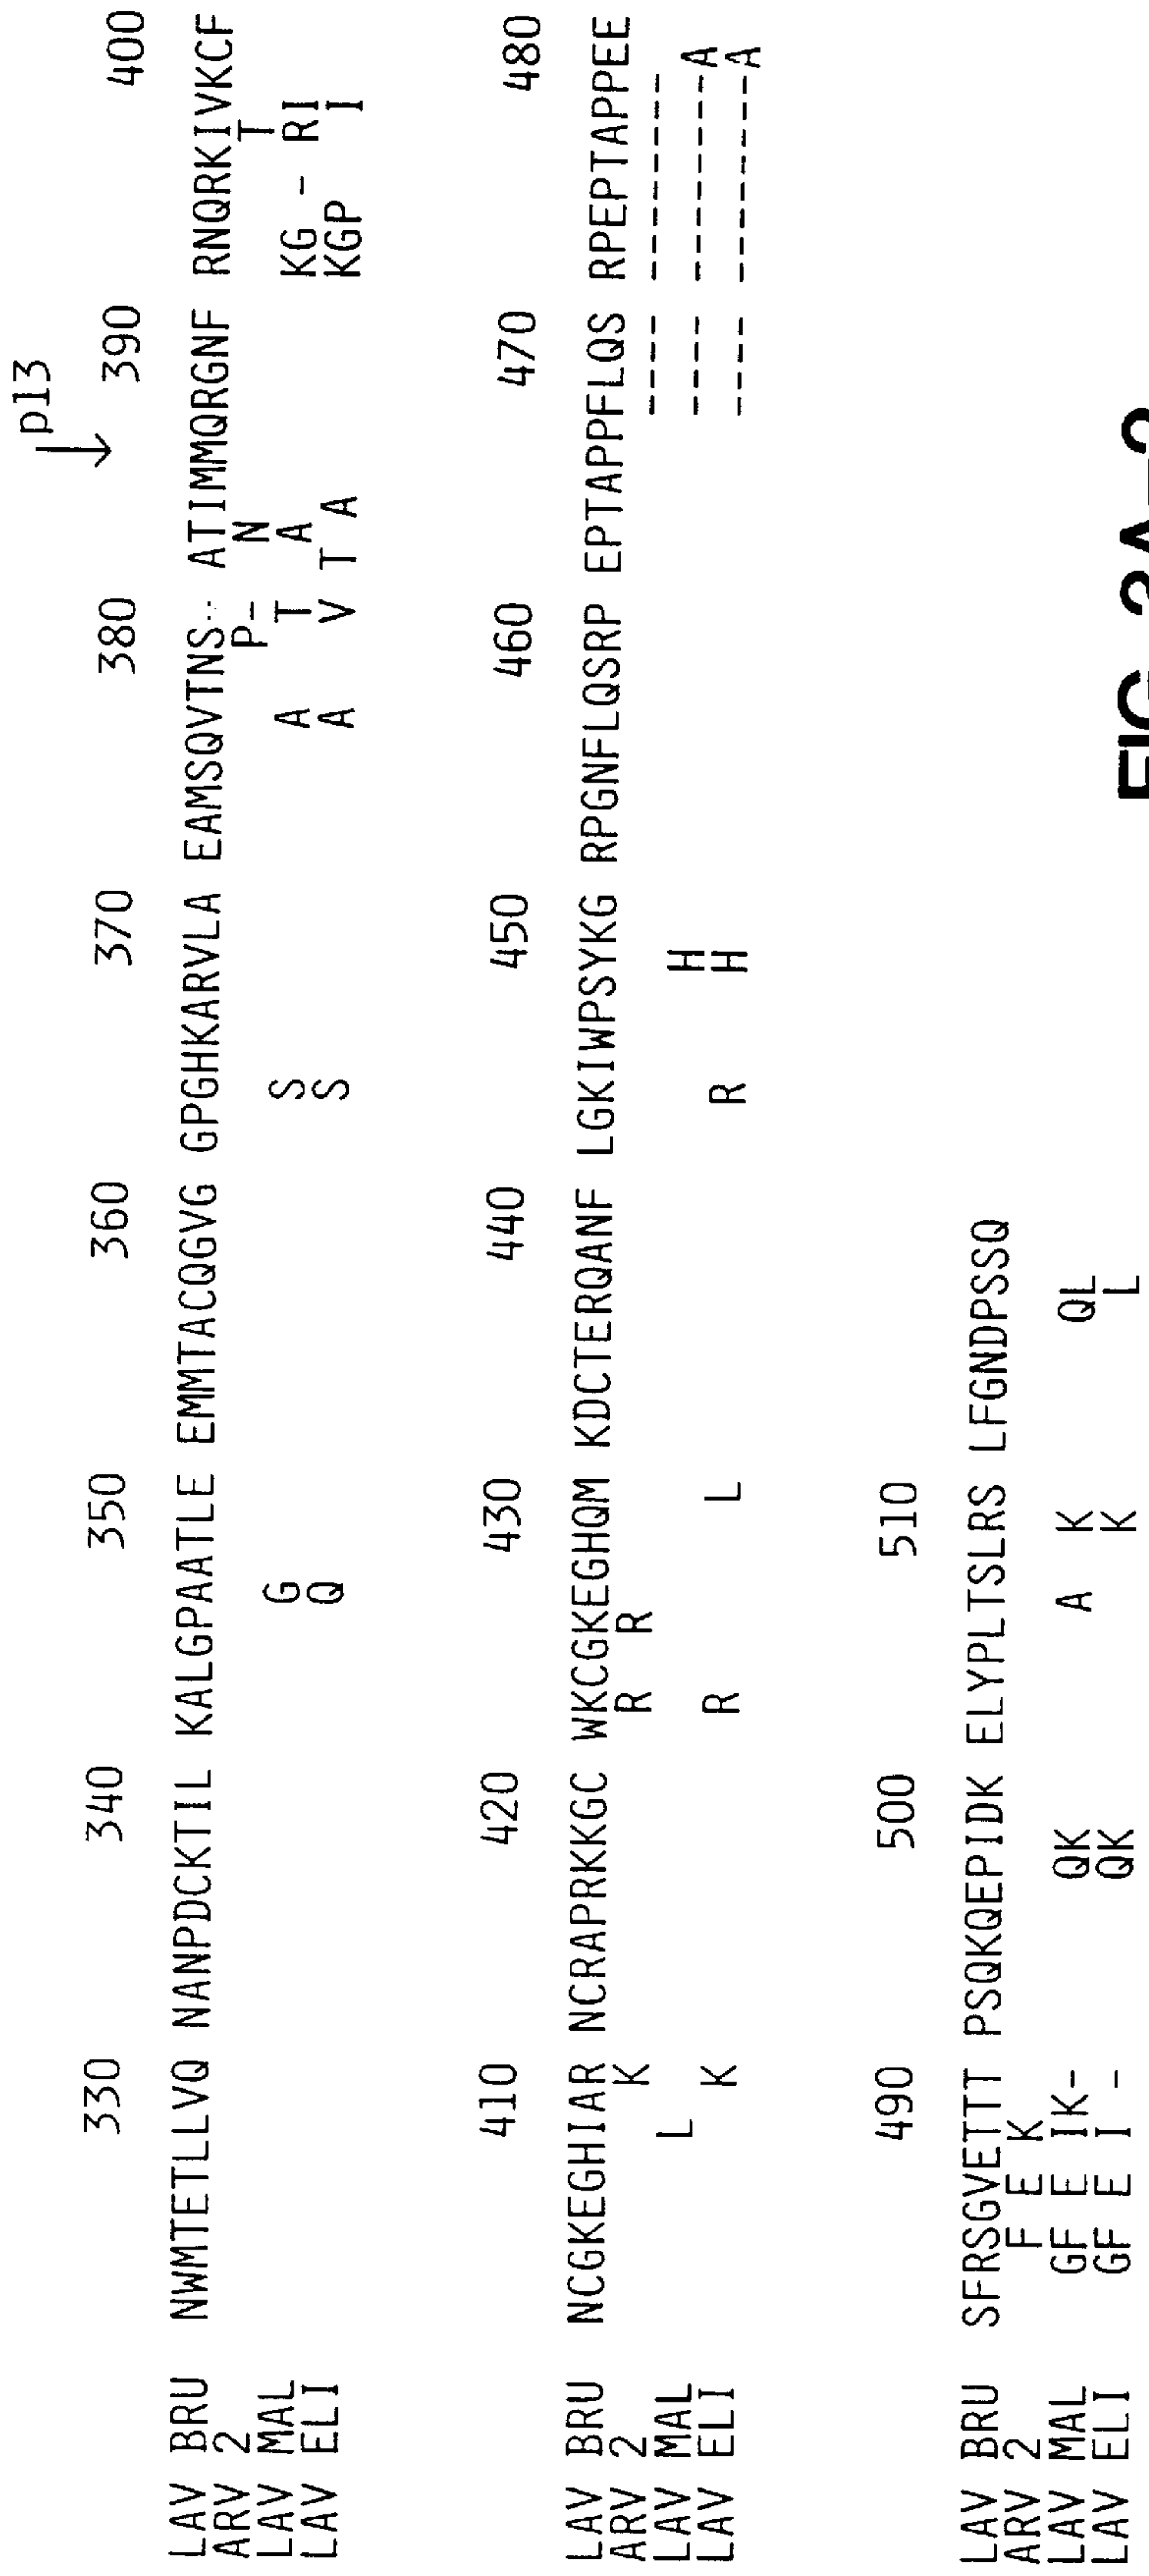 p13
↓
330 340 350 360 370 380 390 400
LAV BRU NWMTETLLVQ NANPDCKTIL KALGPAATLE EMMTACQGVG GPGHKARVLA EAMSQVTNS-- ATIMMQRGNF RNQRKIVKCF
ARV 2 P- N T
LAV MAL G S A T A KG - RI
LAV ELI Q S A V T A KGP I
410 420 430 440 450 460 470 480
LAV BRU NCGKEGHIAR NCRAPRKKGC WKCGKEGHQM KDCTERQANF LGKIWPSYKG RPGNFLQSRP EPTAPPFLQS RPEPTAPPEE
ARV 2 K R R ---- ----------
LAV MAL L H ---- ---------A
LAV ELI K R L R H ---- ---------A
490 500 510
LAV BRU SFRSGVETTT PSQKQEPIDK ELYPLTSLRS LFGNDPSSQ
ARV 2 F E K
LAV MAL GF E IK- QK A K QL
LAV ELI GF E I - QK K L
FIG. 3A-2